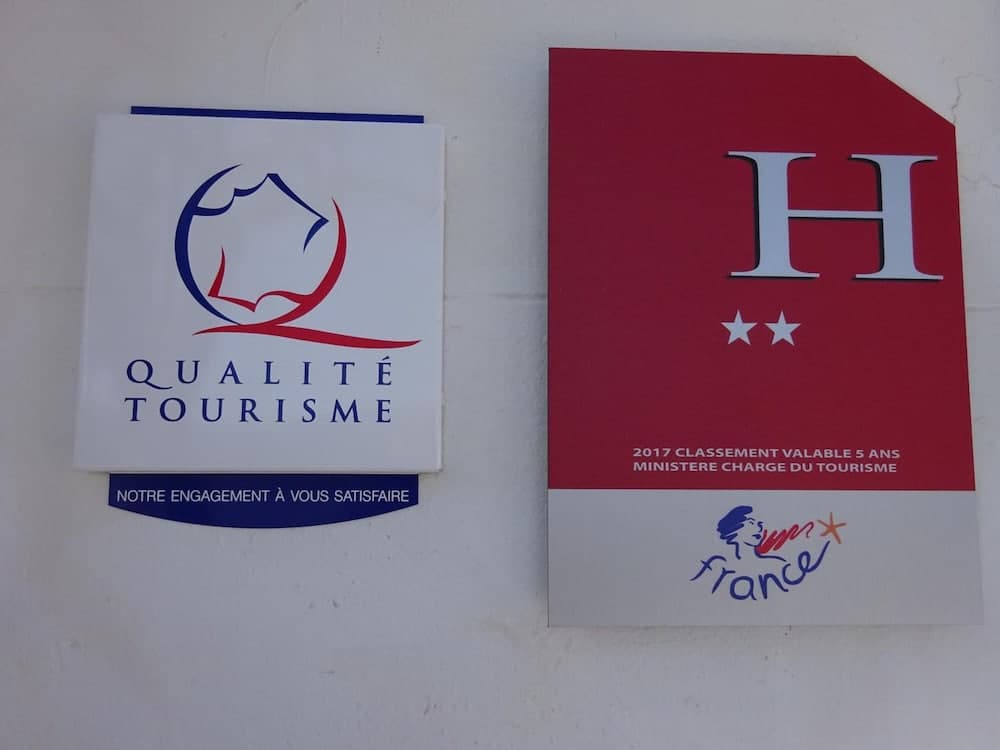 QUALITÉ
TOURISME
NOTRE ENGAGEMENT À VOUS SATISFAIRE
H
2017 CLASSEMENT VALABLE 5 ANS
MINISTERE CHARGE DU TOURISME
france